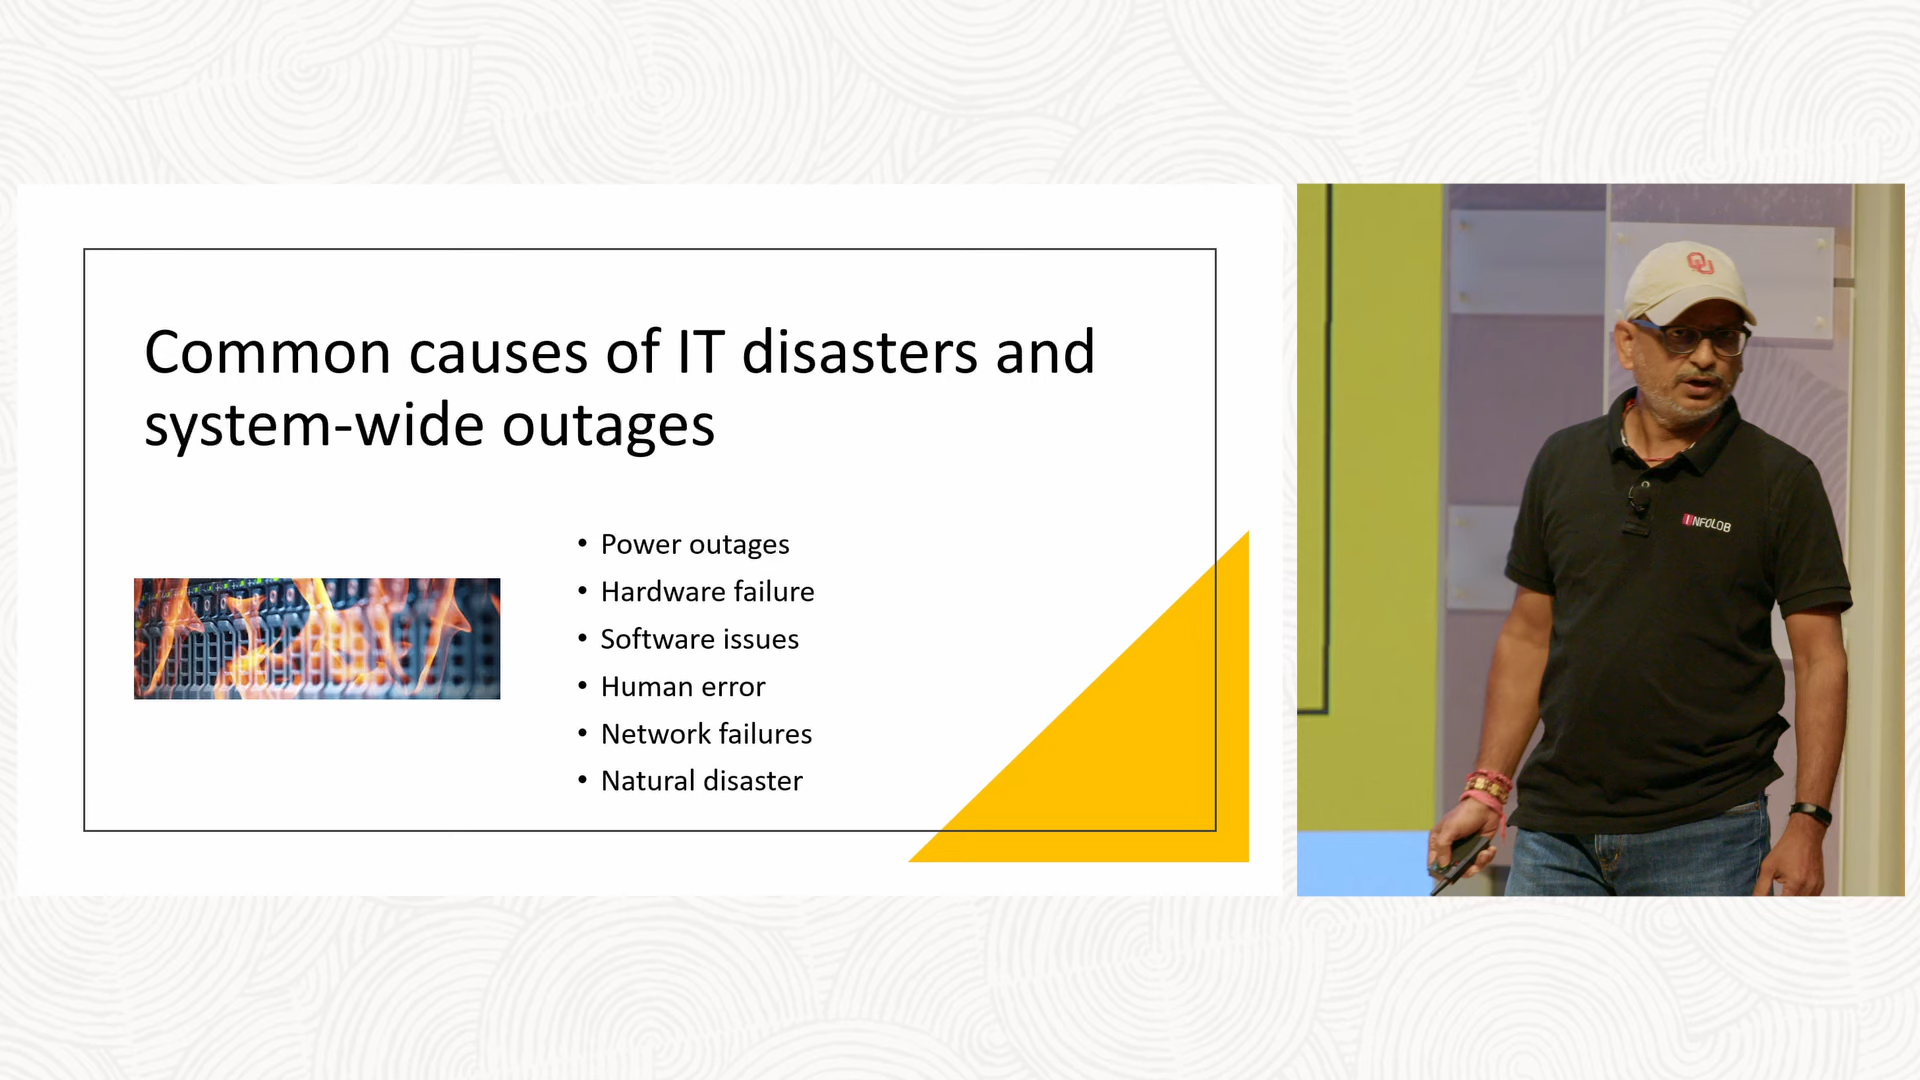 Common causes of IT disasters and
system-wide outages
• Power outages
• Hardware failure
• Software issues
• Human error
• Network failures
• Natural disaster
OU
INFOLOB